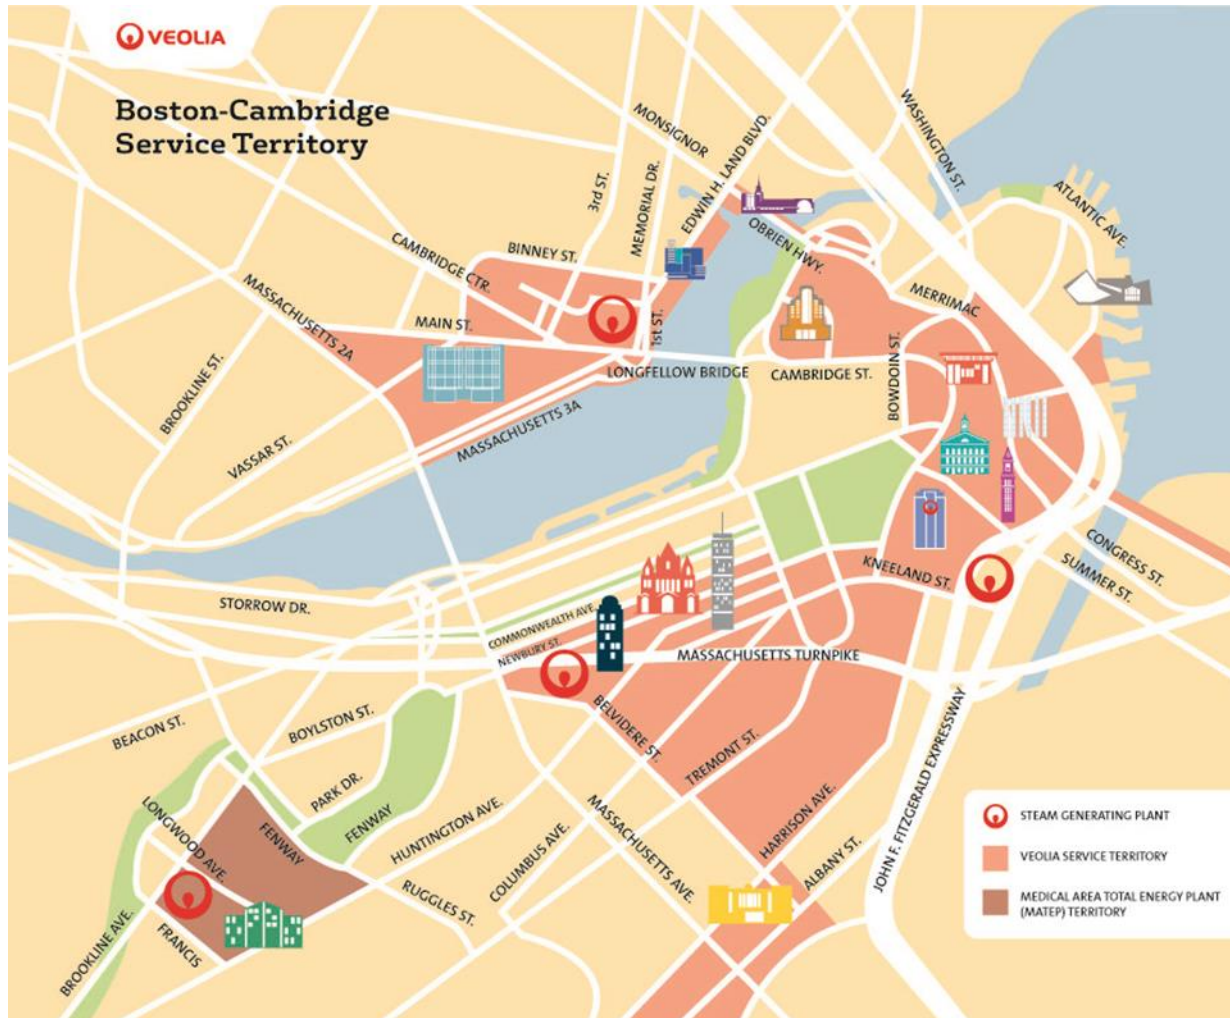 VEOLIA
Boston-Cambridge
Service Territory
MONSIGNOR
WASHINGTON ST.
3rd ST.
MEMORIAL DR.
EDWIN H. LAND BLVD.
ATLANTIC AVE.
CAMBRIDGE CTR.
BINNEY ST.
OBRIEN HWY.
MASSACHUSETTS 2A
MAIN ST.
1st ST.
MERRIMAC
BROOKLINE ST.
LONGFELLOW BRIDGE
CAMBRIDGE ST.
BOWDOIN ST.
VASSAR ST.
MASSACHUSETTS 3A
STORROW DR.
COMMONWEALTH AVE.
NEWBURY ST.
KNEELAND ST.
CONGRESS ST.
SUMMER ST.
MASSACHUSETTS TURNPIKE
BEACON ST.
BOYLSTON ST.
BELVIDERE ST.
TREMONT ST.
PARK DR.
LONGWOOD AVE.
FENWAY
FENWAY
HUNTINGTON AVE.
COLUMBUS AVE.
MASSACHUSETTS AVE.
HARRISON AVE.
ALBANY ST.
JOHN F. FITZGERALD EXPRESSWAY
RUGGLES ST.
BROOKLINE AVE.
FRANCIS
STEAM GENERATING PLANT
VEOLIA SERVICE TERRITORY
MEDICAL AREA TOTAL ENERGY PLANT
(MATEP) TERRITORY